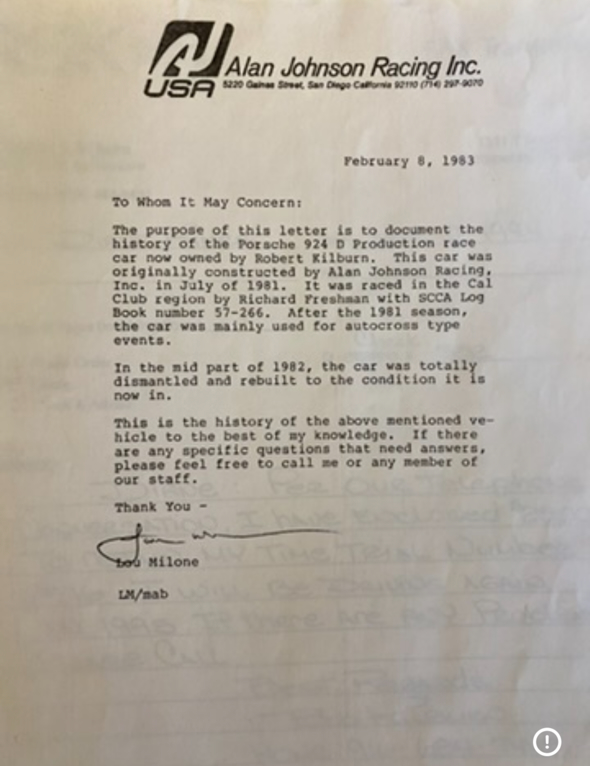 USA
Alan Johnson Racing Inc.
5220 Gaines Street, San Diego California 92110 (714) 297-9070
February 8, 1983
To Whom It May Concern:
The purpose of this letter is to document the
history of the Porsche 924 D Production race
car now owned by Robert Kilburn. This car was
originally constructed by Alan Johnson Racing,
Inc. in July of 1981. It was raced in the Cal
Club region by Richard Freshman with SCCA Log
Book number 57-266. After the 1981 season,
the car was mainly used for autocross type
events.
In the mid part of 1982, the car was totally
dismantled and rebuilt to the condition it is
now in.
This is the history of the above mentioned ve-
hicle to the best of my knowledge. If there
are any specific questions that need answers,
please feel free to call me or any member of
our staff.
Thank You -
Lou Milone
LM/mab